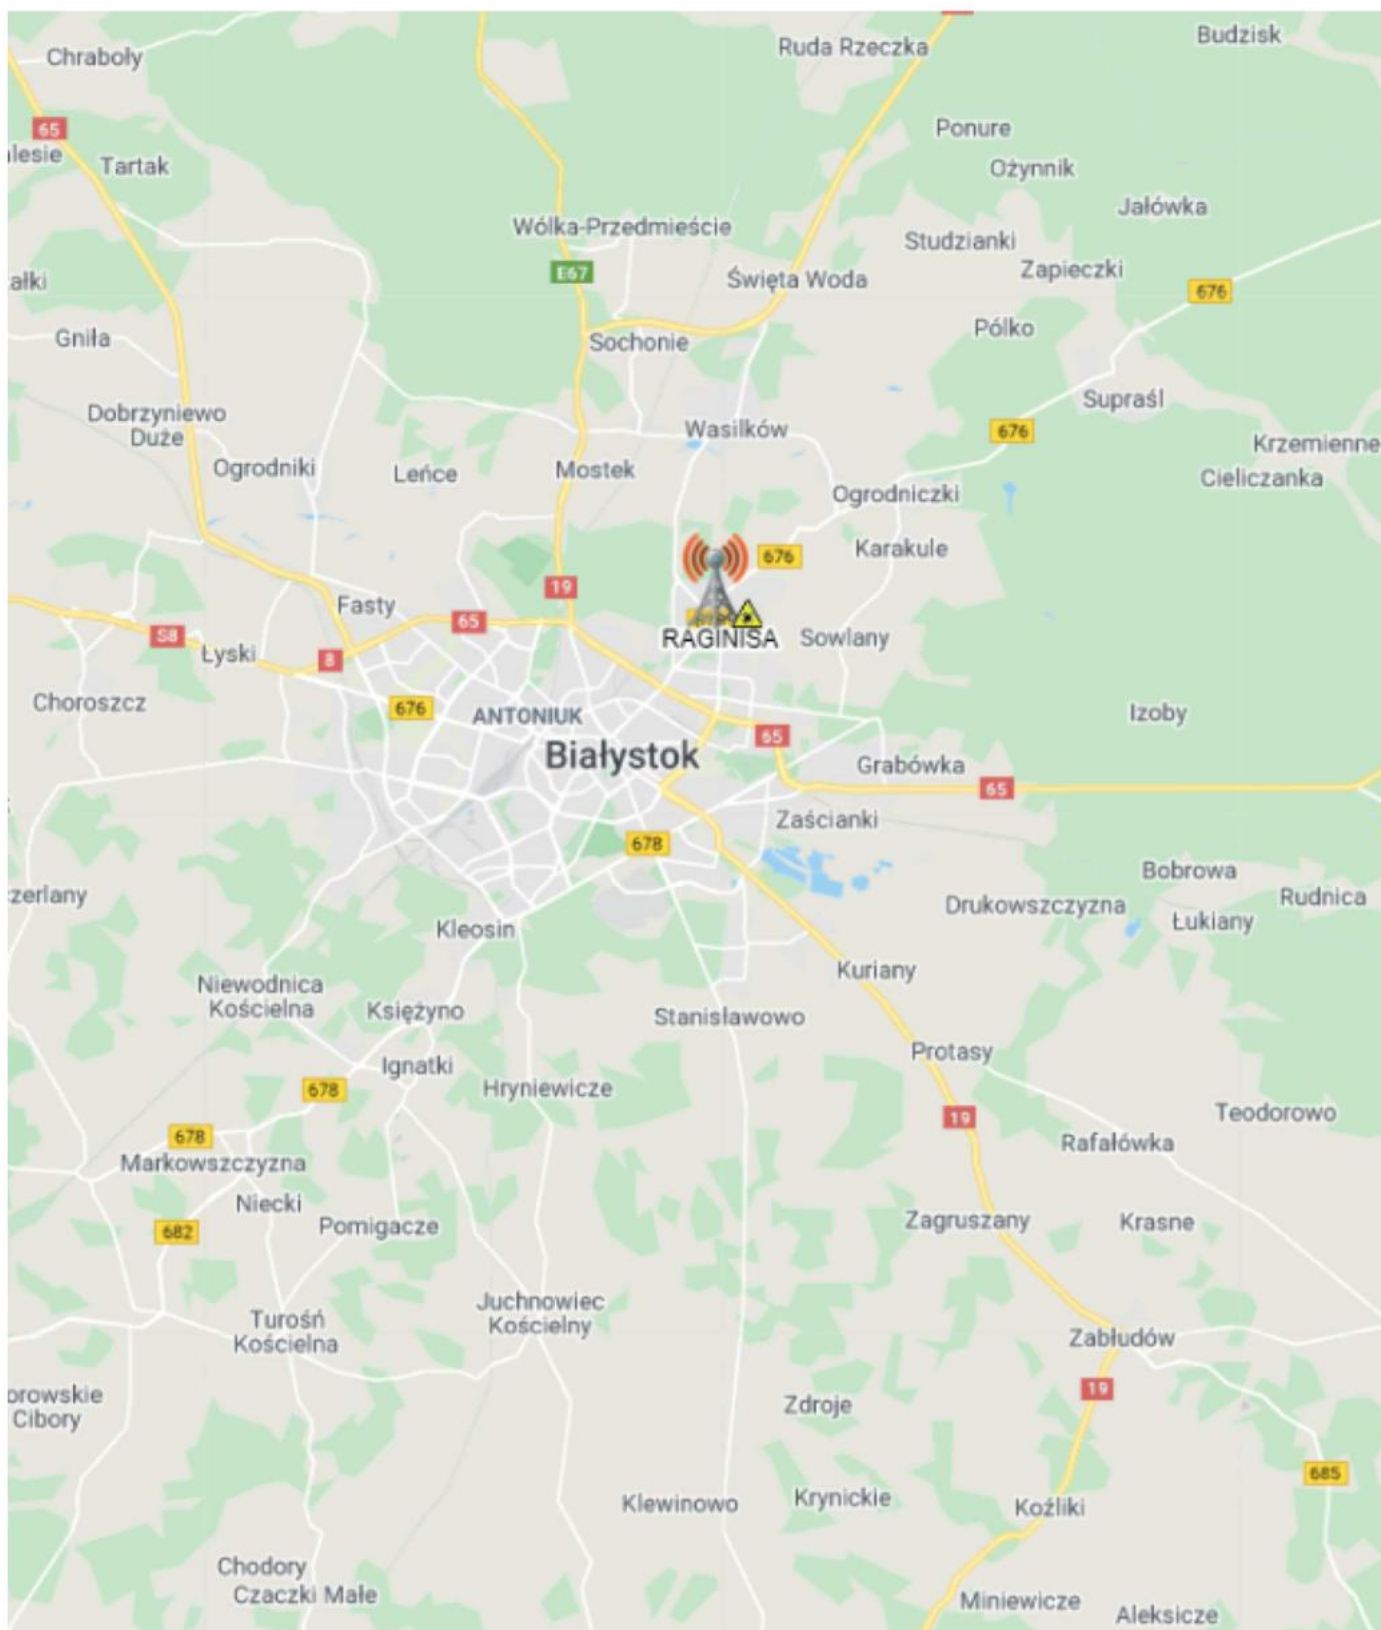 Budzisk
Ruda Rzeczka
Chraboły
65
Ponure
lesie
Tartak
Ożynnik
Jałówka
Wólka-Przedmieście
Studzianki
Zapieczki
E67
Święta Woda
ałki
676
Pólko
Gniła
Sochonie
Supraśl
Dobrzyniewo
Duże
Wasilków
676
Krzemienne
Ogrodniki
Leńce
Mostek
Cieliczanka
Ogrodniczki
Karakule
676
19
Fasty
65
S8
RAGINISA
Sowlany
Łyski
8
Choroszcz
676
ANTONIUK
Izoby
65
Białystok
Grabówka
65
Zaścianki
678
Bobrowa
czerlany
Rudnica
Drukowszczyzna
Łukiany
Kleosin
Kuriany
Niewodnica
Kościelna
Księżyno
Stanisławowo
Protasy
Ignatki
678
Hryniewicze
19
Teodorowo
678
Rafałówka
Markowszczyzna
Niecki
682
Pomigacze
Zagruszany
Krasne
Juchnowiec
Kościelny
Turośń
Kościelna
Zabłudów
19
orowskie
Cibory
Zdroje
685
Klewinowo
Krynickie
Koźliki
Chodory
Czaczki Małe
Miniewicze
Aleksicze